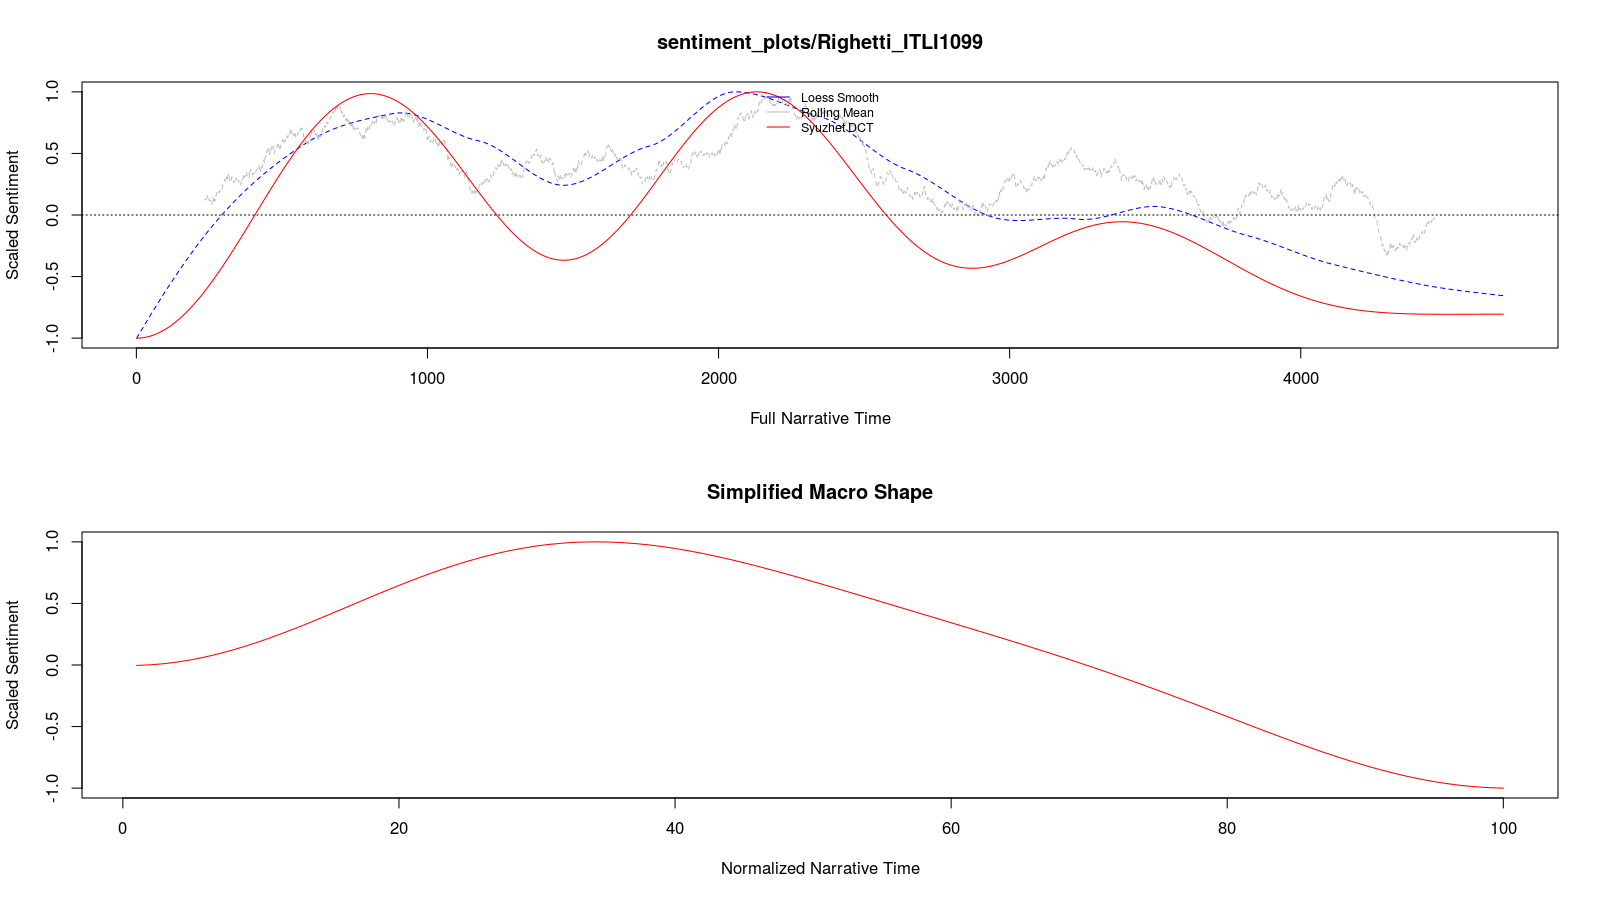 sentiment_plots/Righetti_ITLI1099
Scaled Sentiment
1.0
0.5
0.0
-0.5
-1.0
Loess Smooth
Rolling Mean
Syuzhet DCT
0 1000 2000 3000 4000
Full Narrative Time
Simplified Macro Shape
Scaled Sentiment
1.0
0.5
0.0
-0.5
-1.0
0 20 40 60 80 100
Normalized Narrative Time